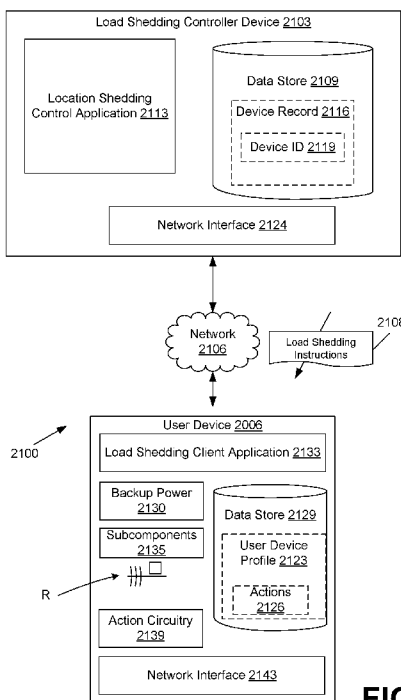 Load Shedding Controller Device 2103
Location Shedding
Control Application 2113
Data Store 2109
Device Record 2116
Device ID 2119
Network Interface 2124
Network
2106
2108
Load Shedding
Instructions
2100
User Device 2006
Load Shedding Client Application 2133
Backup Power
2130
Data Store 2129
Subcomponents
2135
User Device
Profile 2123
R
Actions
2126
Action Circuitry
2139
Network Interface 2143
FIG